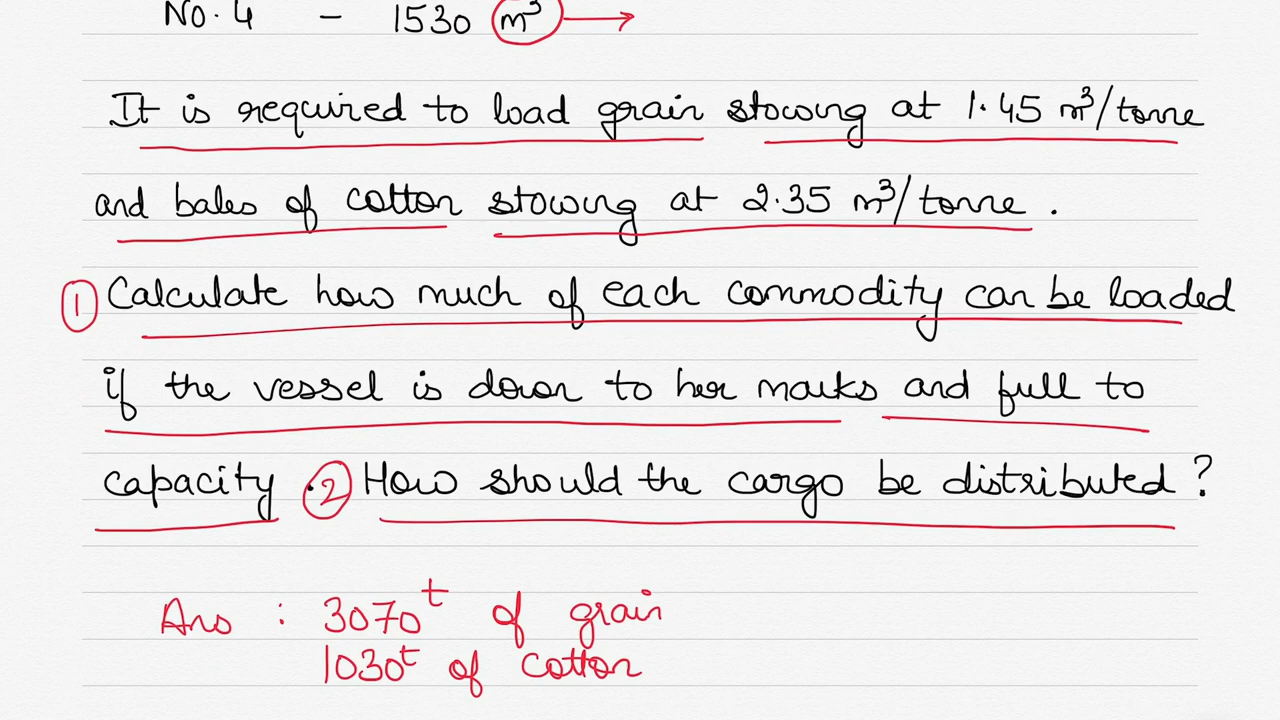 No. 4 - 1530 m³ →
It is required to load grain stowing at 1.45 m³/tonne
and bales of cotton stowing at 2.35 m³/tonne.
① Calculate how much of each commodity can be loaded
if the vessel is down to her marks and full to
capacity. ② How should the cargo be distributed?
Ans : 3070ᵗ of grain
1030ᵗ of cotton